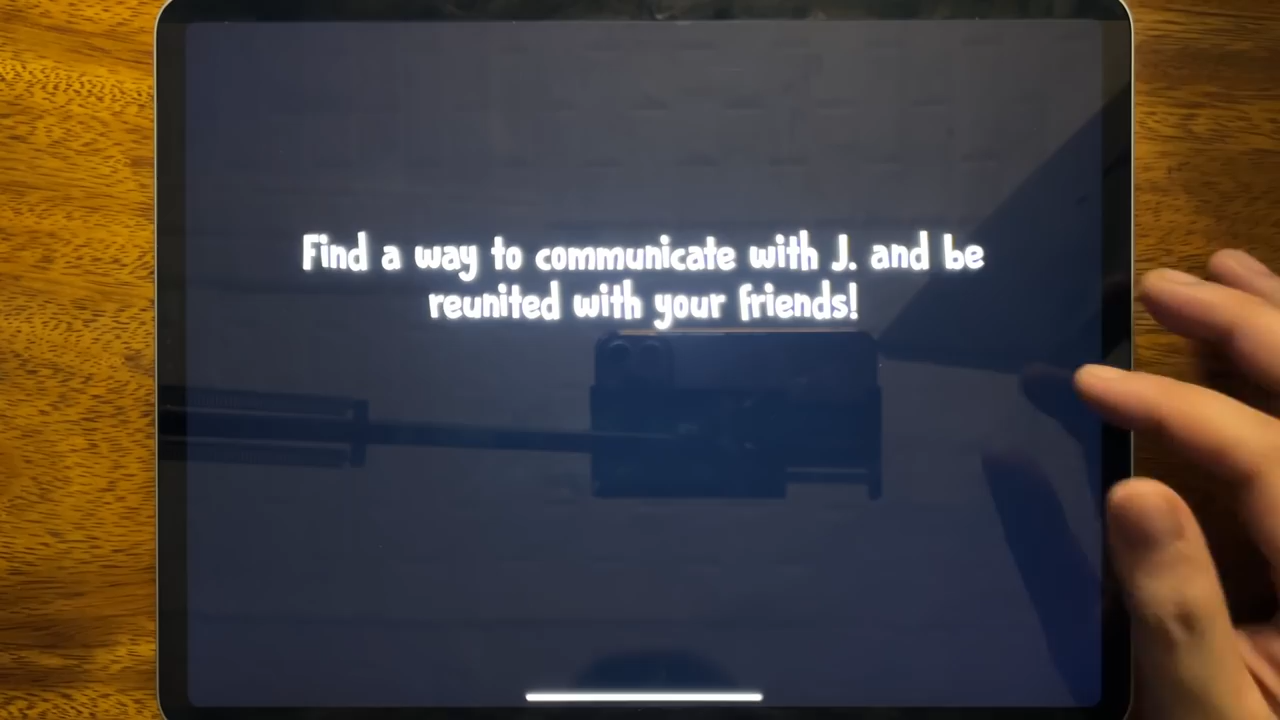 Find a way to communicate with J. and be
reunited with your friends!